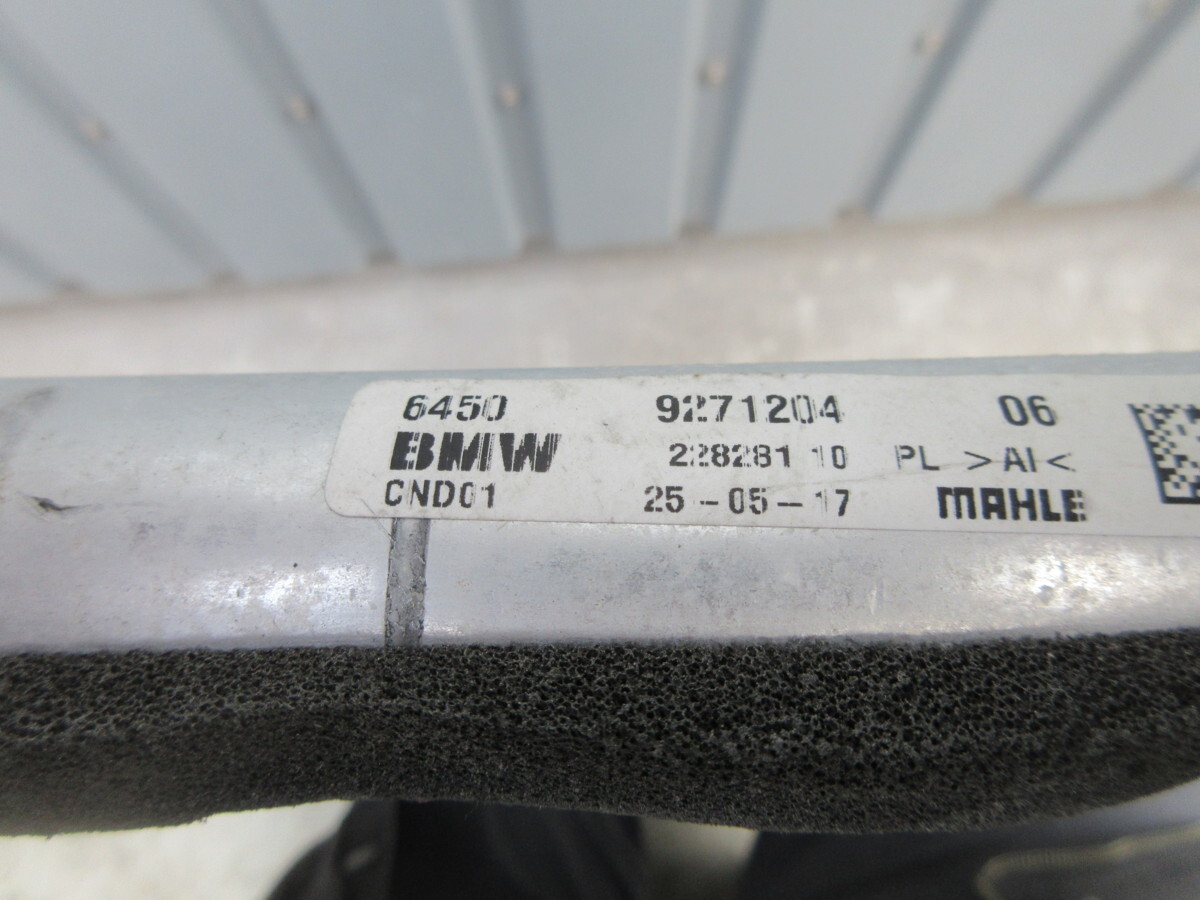 6450 9271204 06
BMW 228281 10 PL >Al<
CND01 25-05-17 MAHLE